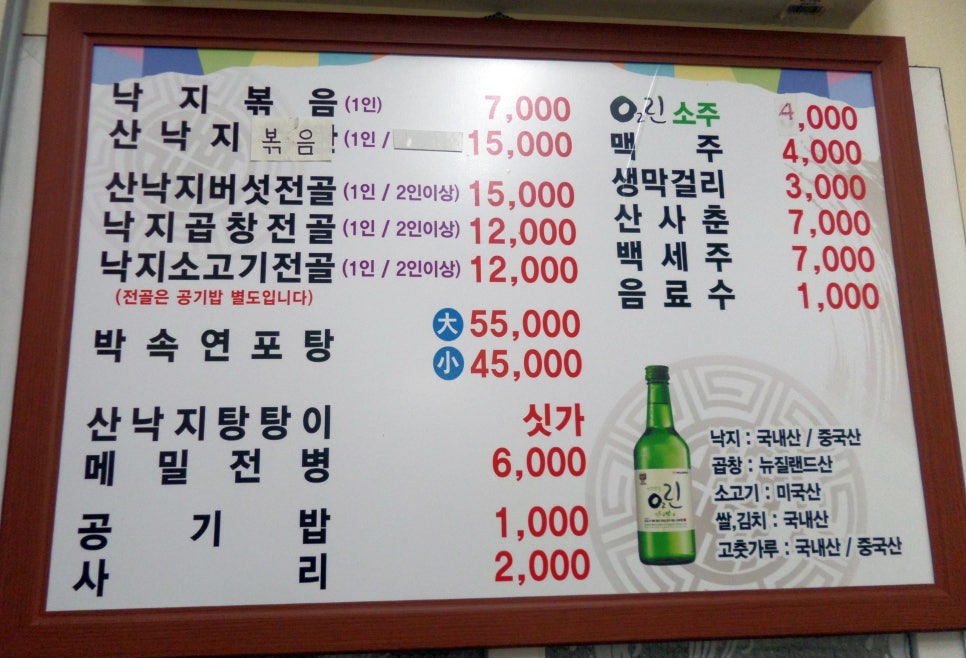 낙지볶음 (1인) 7,000
산낙지볶음 (1인 / 15,000
산낙지버섯전골 (1인 / 2인이상) 15,000
낙지곱창전골 (1인 / 2인이상) 12,000
낙지소고기전골 (1인 / 2인이상) 12,000
(전골은 공기밥 별도입니다)
박속연포탕 大 55,000
小 45,000
산낙지탕탕이 싯가
메밀전병 6,000
공기밥 1,000
사리 2,000
O2린 소주 4,000
맥주 4,000
생막걸리 3,000
산사춘 7,000
백세주 7,000
음료수 1,000
O2린
낙지 : 국내산 / 중국산
곱창 : 뉴질랜드산
소고기 : 미국산
쌀,김치 : 국내산
고춧가루 : 국내산 / 중국산